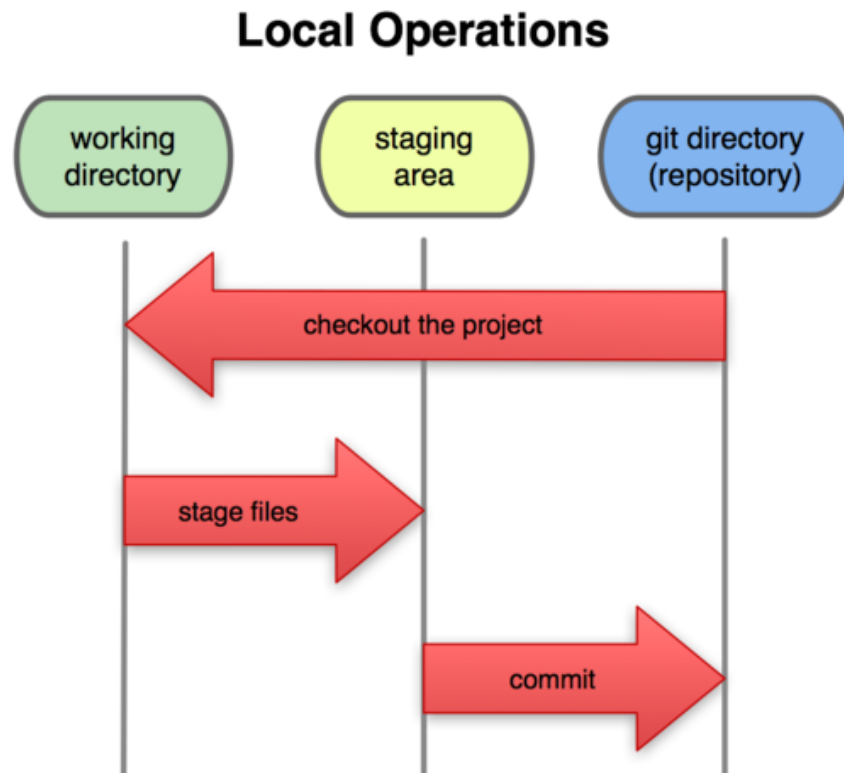 Local Operations
working
directory
staging
area
git directory
(repository)
checkout the project
stage files
commit